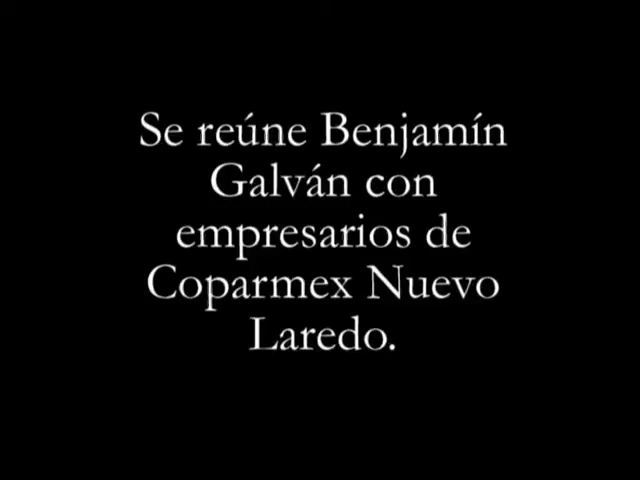 Se reúne Benjamín
Galván con
empresarios de
Coparmex Nuevo
Laredo.